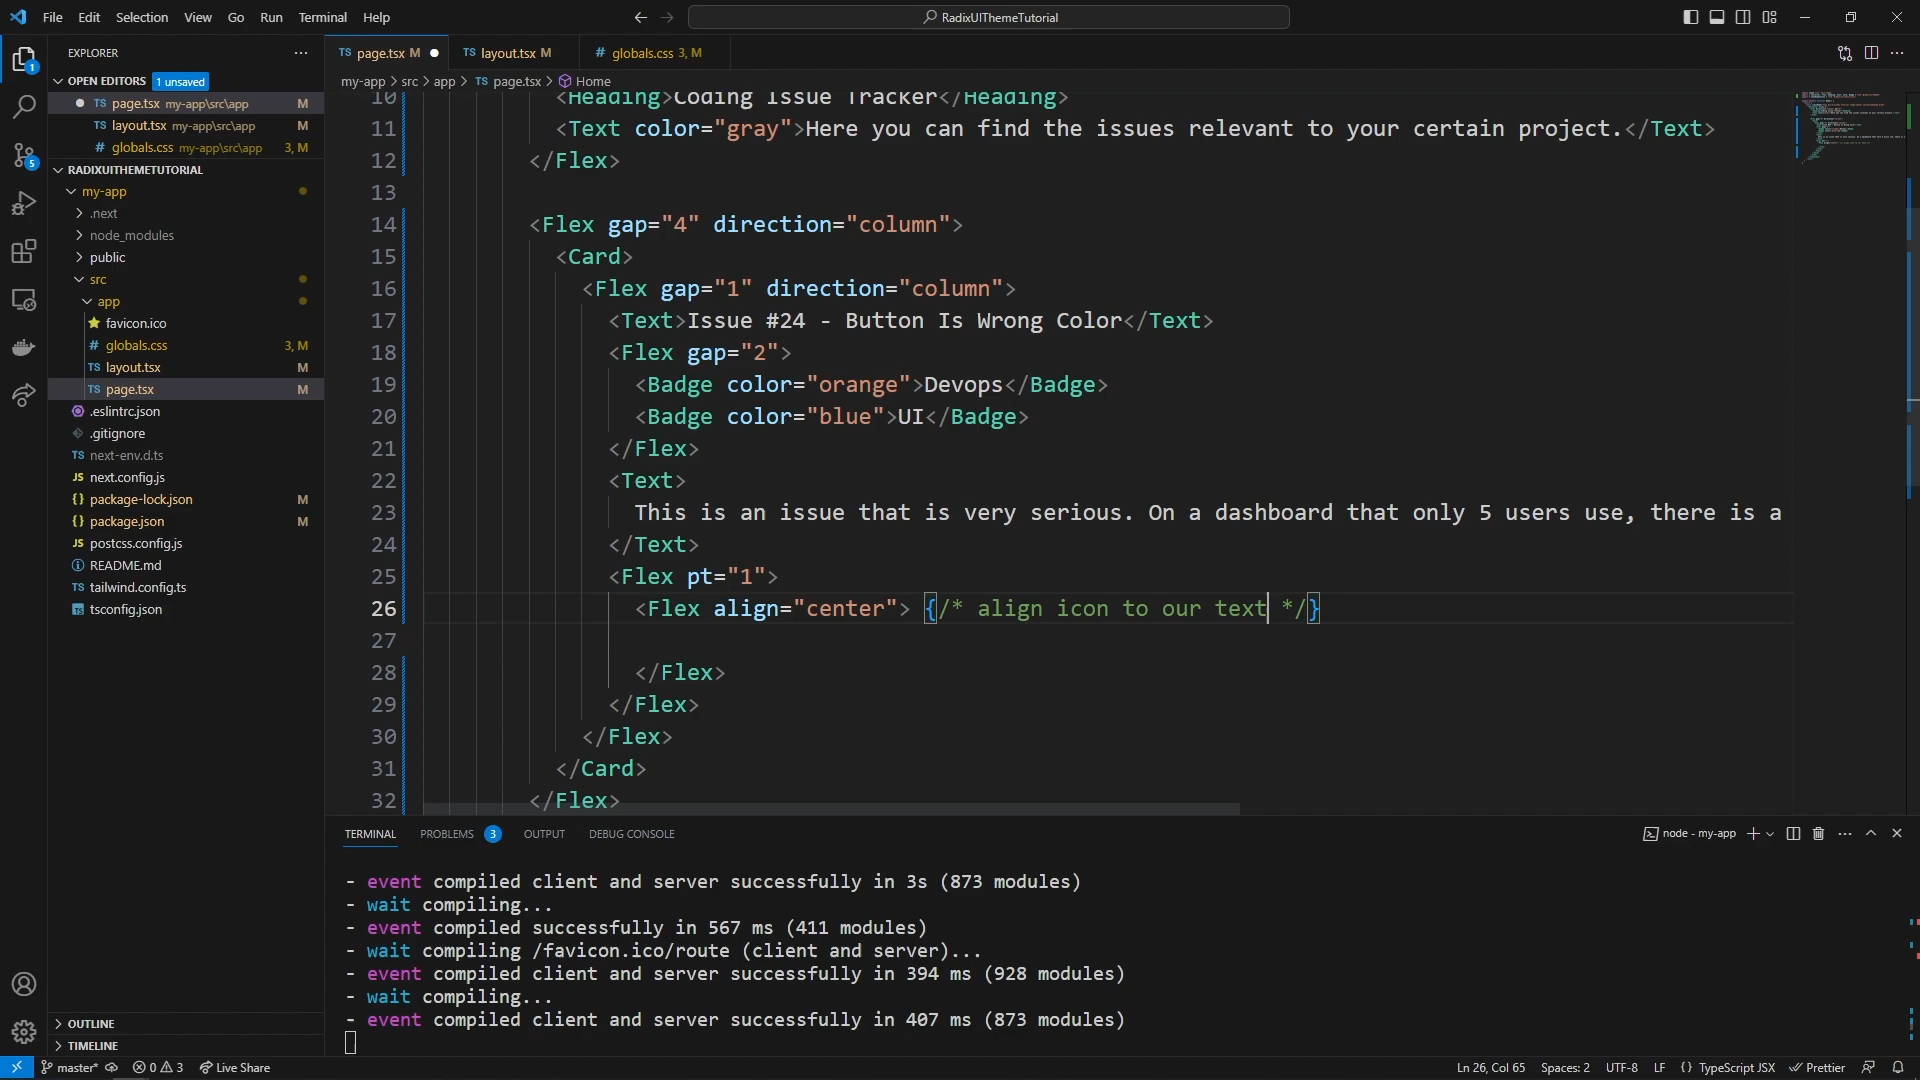 File Edit Selection View Go Run Terminal Help
RadixUIThemeTutorial
EXPLORER
TS page.tsx M
TS layout.tsx M
# globals.css 3, M
OPEN EDITORS 1 unsaved
my-app > src > app > TS page.tsx > Home
TS page.tsx my-app\src\app M
TS layout.tsx my-app\src\app M
# globals.css my-app\src\app 3, M
RADIXUITHEMETUTORIAL
my-app
.next
node_modules
public
src
app
favicon.ico
# globals.css 3, M
TS layout.tsx M
TS page.tsx M
.eslintrc.json
.gitignore
TS next-env.d.ts
JS next.config.js
{} package-lock.json M
{} package.json M
JS postcss.config.js
README.md
TS tailwind.config.ts
tsconfig.json
OUTLINE
TIMELINE
10 <Heading>Coding Issue Tracker</Heading>
11 <Text color="gray">Here you can find the issues relevant to your certain project.</Text>
12 </Flex>
13
14 <Flex gap="4" direction="column">
15 <Card>
16 <Flex gap="1" direction="column">
17 <Text>Issue #24 - Button Is Wrong Color</Text>
18 <Flex gap="2">
19 <Badge color="orange">Devops</Badge>
20 <Badge color="blue">UI</Badge>
21 </Flex>
22 <Text>
23 This is an issue that is very serious. On a dashboard that only 5 users use, there is a
24 </Text>
25 <Flex pt="1">
26 <Flex align="center"> {/* align icon to our text */}
27
28 </Flex>
29 </Flex>
30 </Flex>
31 </Card>
32 </Flex>
TERMINAL PROBLEMS 3 OUTPUT DEBUG CONSOLE
node - my-app
- event compiled client and server successfully in 3s (873 modules)
- wait compiling...
- event compiled successfully in 567 ms (411 modules)
- wait compiling /favicon.ico/route (client and server)...
- event compiled client and server successfully in 394 ms (928 modules)
- wait compiling...
- event compiled client and server successfully in 407 ms (873 modules)
1
5
master* 0 3 Live Share
Ln 26, Col 65 Spaces: 2 UTF-8 LF {} TypeScript JSX Prettier